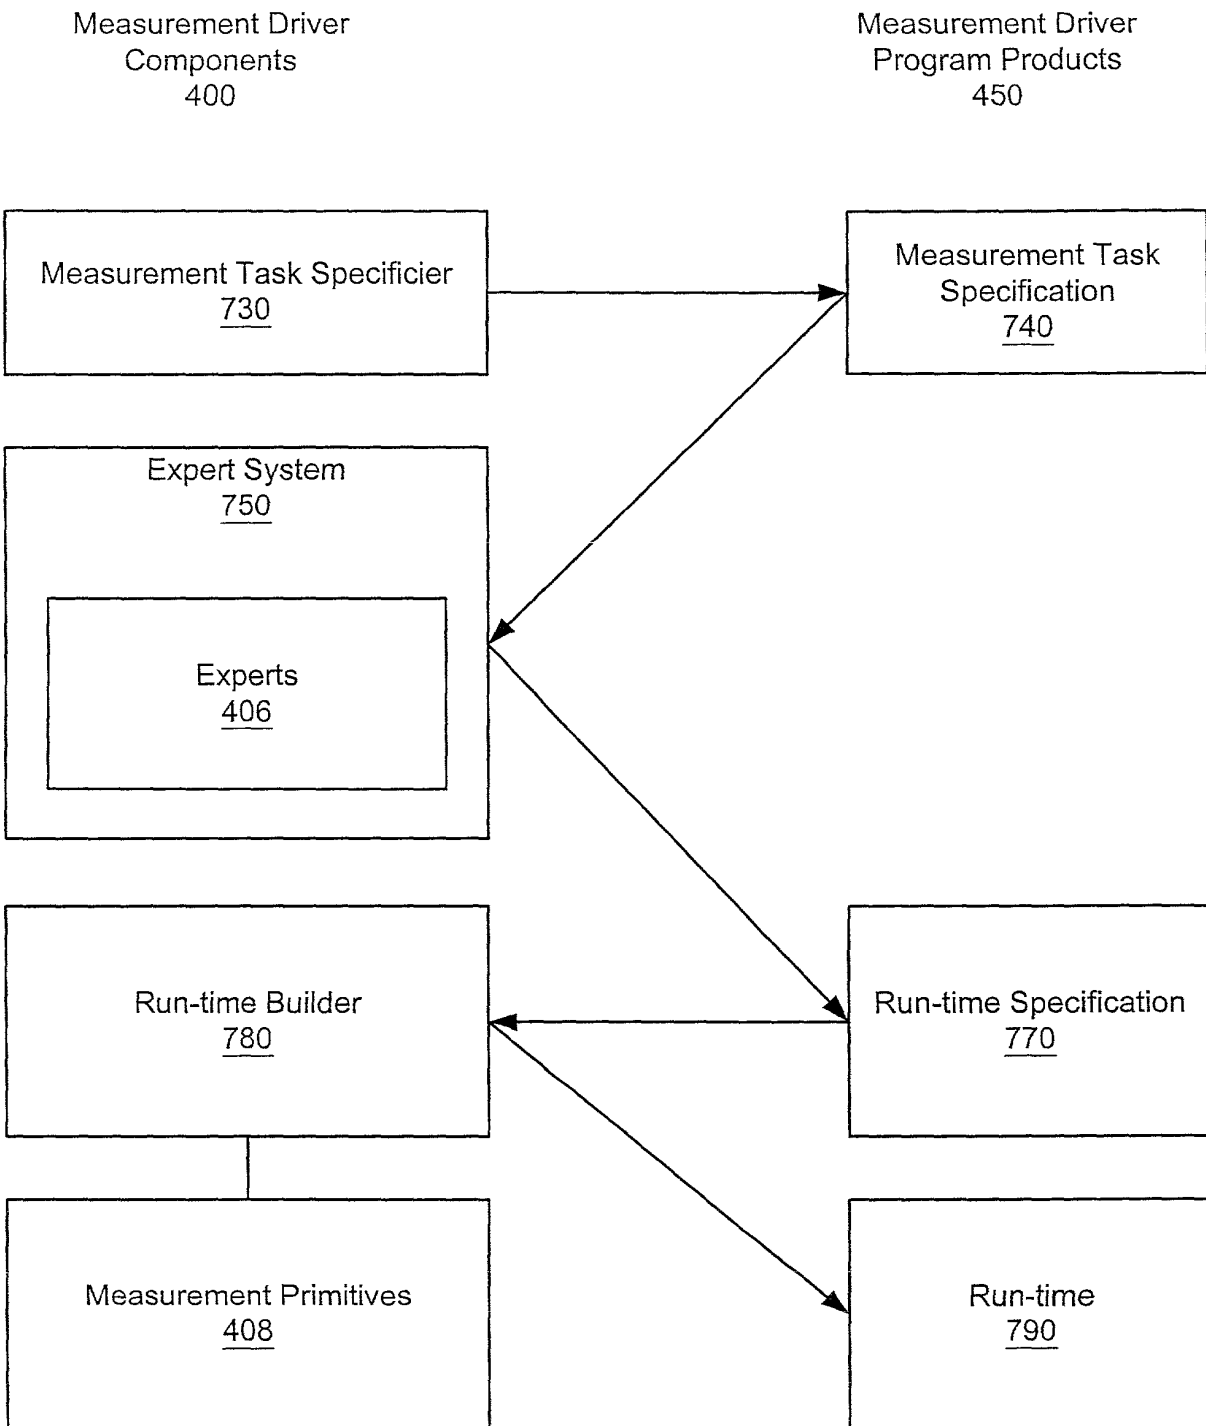 Measurement Driver
Components
400
Measurement Driver
Program Products
450
Measurement Task Specificier
730
Measurement Task
Specification
740
Expert System
750
Experts
406
Run-time Builder
780
Run-time Specification
770
Measurement Primitives
408
Run-time
790